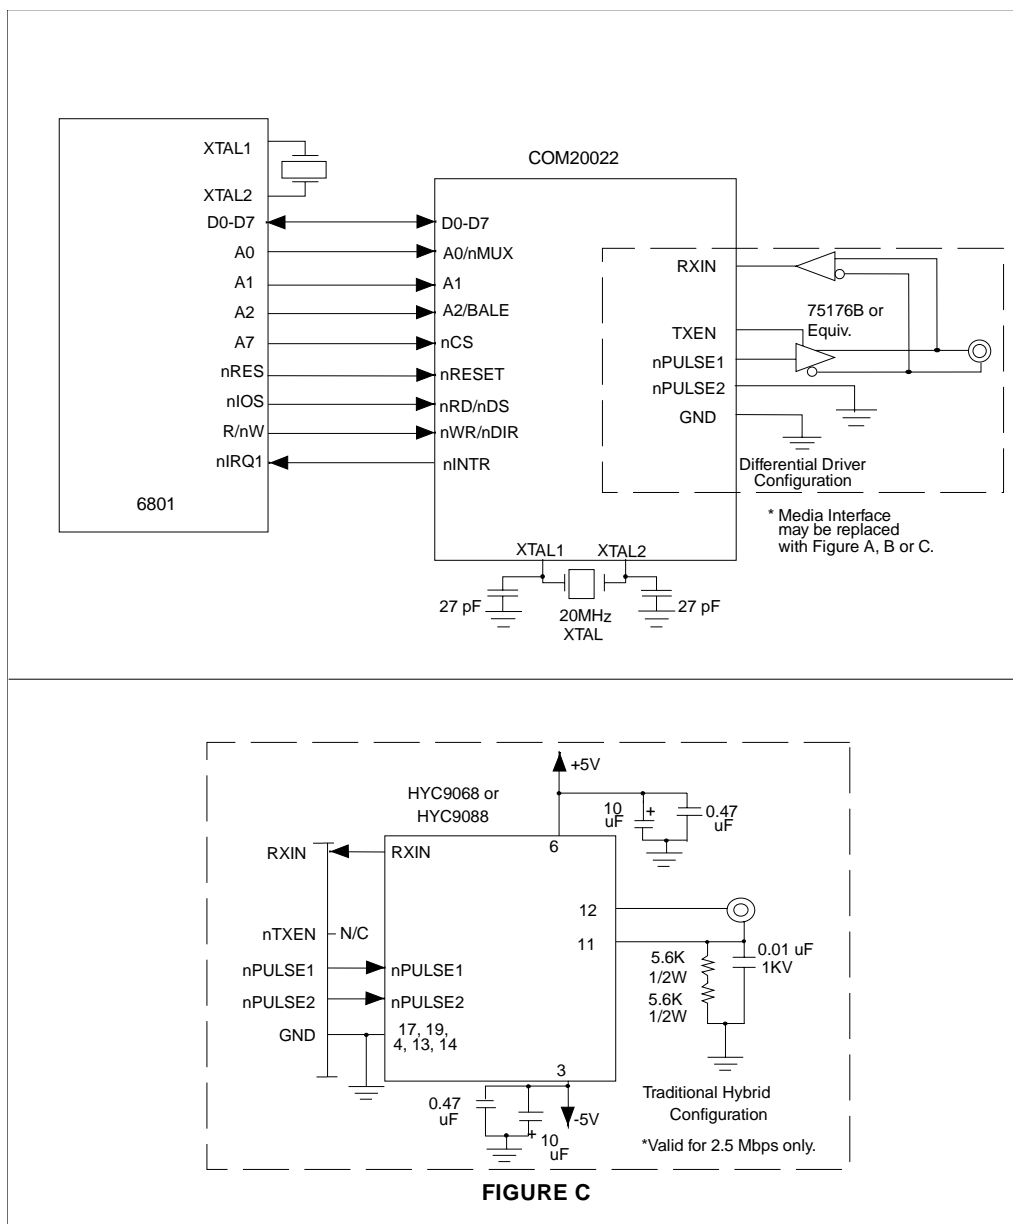 COM20022
XTAL1
XTAL2
D0-D7
A0
A1
A2
A7
nRES
nIOS
R/nW
nIRQ1
6801
D0-D7
A0/nMUX
A1
A2/BALE
nCS
nRESET
nRD/nDS
nWR/nDIR
nINTR
RXIN
TXEN
nPULSE1
nPULSE2
GND
75176B or
Equiv.
Differential Driver
Configuration
* Media Interface
may be replaced
with Figure A, B or C.
XTAL1
XTAL2
27 pF
20MHz
XTAL
27 pF
+5V
HYC9068 or
HYC9088
10
uF
+
0.47
uF
6
RXIN
RXIN
12
11
nTXEN
N/C
nPULSE1
nPULSE1
nPULSE2
nPULSE2
GND
17, 19,
4, 13, 14
5.6K
1/2W
5.6K
1/2W
0.01 uF
1KV
3
0.47
uF
+
10
uF
-5V
Traditional Hybrid
Configuration
*Valid for 2.5 Mbps only.
FIGURE C